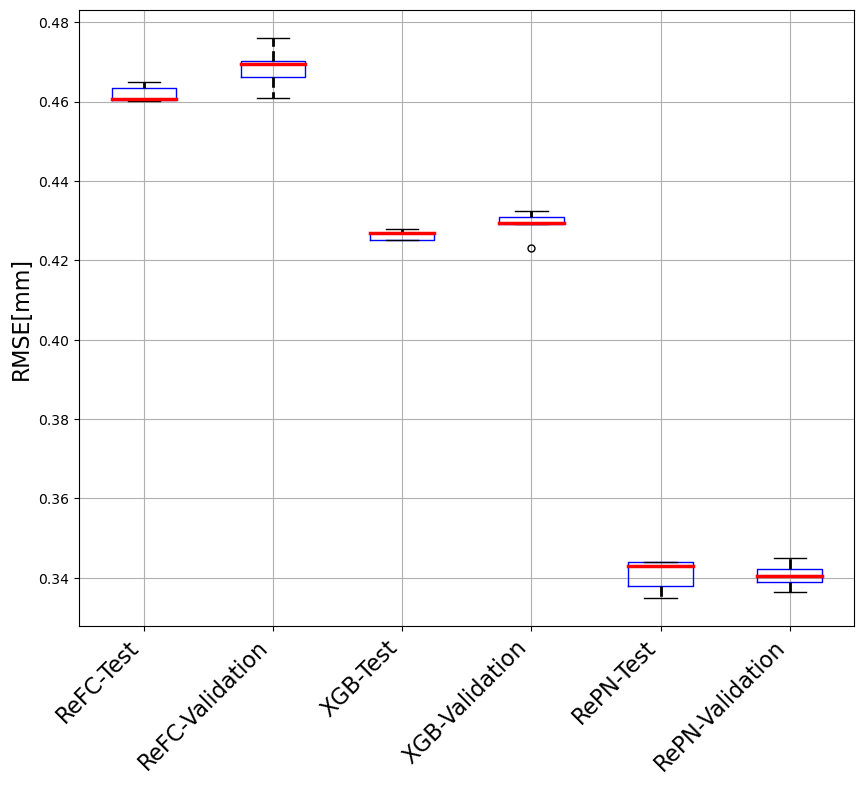 RMSE[mm]
0.48
0.46
0.44
0.42
0.40
0.38
0.36
0.34
ReFC-Test
ReFC-Validation
XGB-Test
XGB-Validation
RePN-Test
RePN-Validation